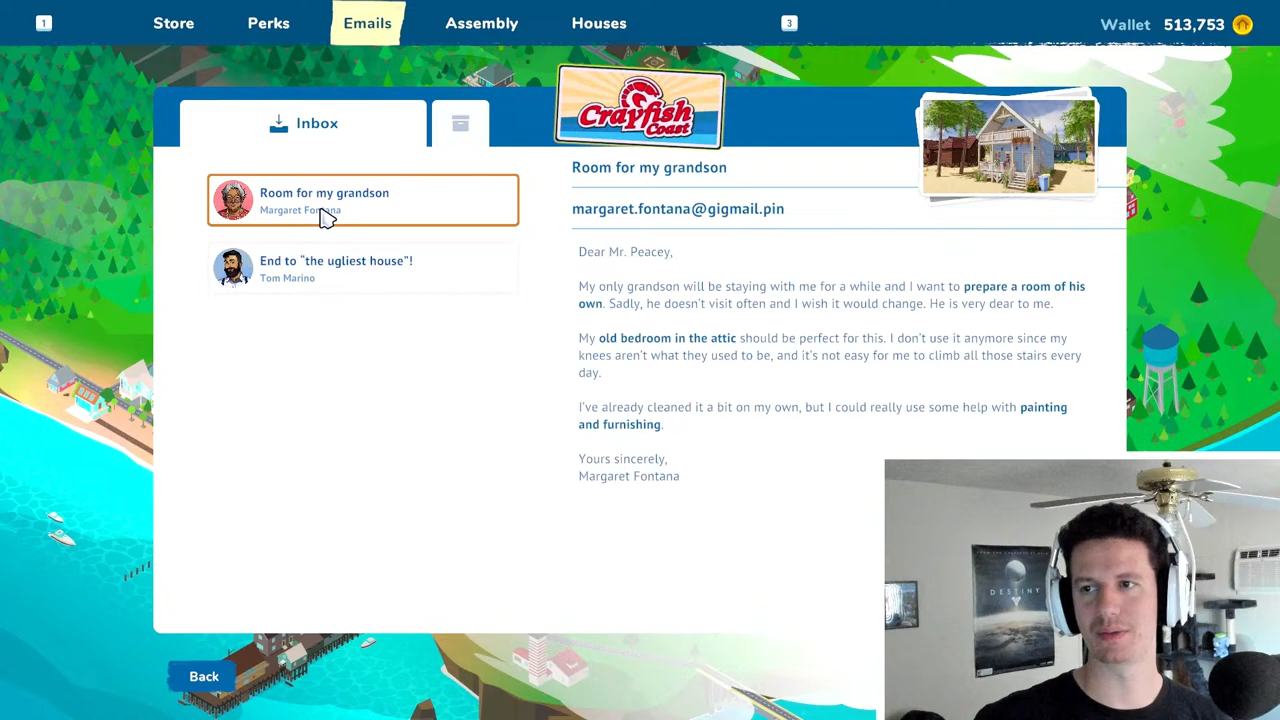 1
Store
Perks
Emails
Assembly
Houses
3
Wallet 513,753
Inbox
Crayfish
Coast
Room for my grandson
Margaret Fontana
End to “the ugliest house”!
Tom Marino
Room for my grandson
margaret.fontana@gigmail.pin
Dear Mr. Peacey,
My only grandson will be staying with me for a while and I want to prepare a room of his
own. Sadly, he doesn’t visit often and I wish it would change. He is very dear to me.
My old bedroom in the attic should be perfect for this. I don’t use it anymore since my
knees aren’t what they used to be, and it’s not easy for me to climb all those stairs every
day.
I’ve already cleaned it a bit on my own, but I could really use some help with painting
and furnishing.
Yours sincerely,
Margaret Fontana
Back
DESTINY